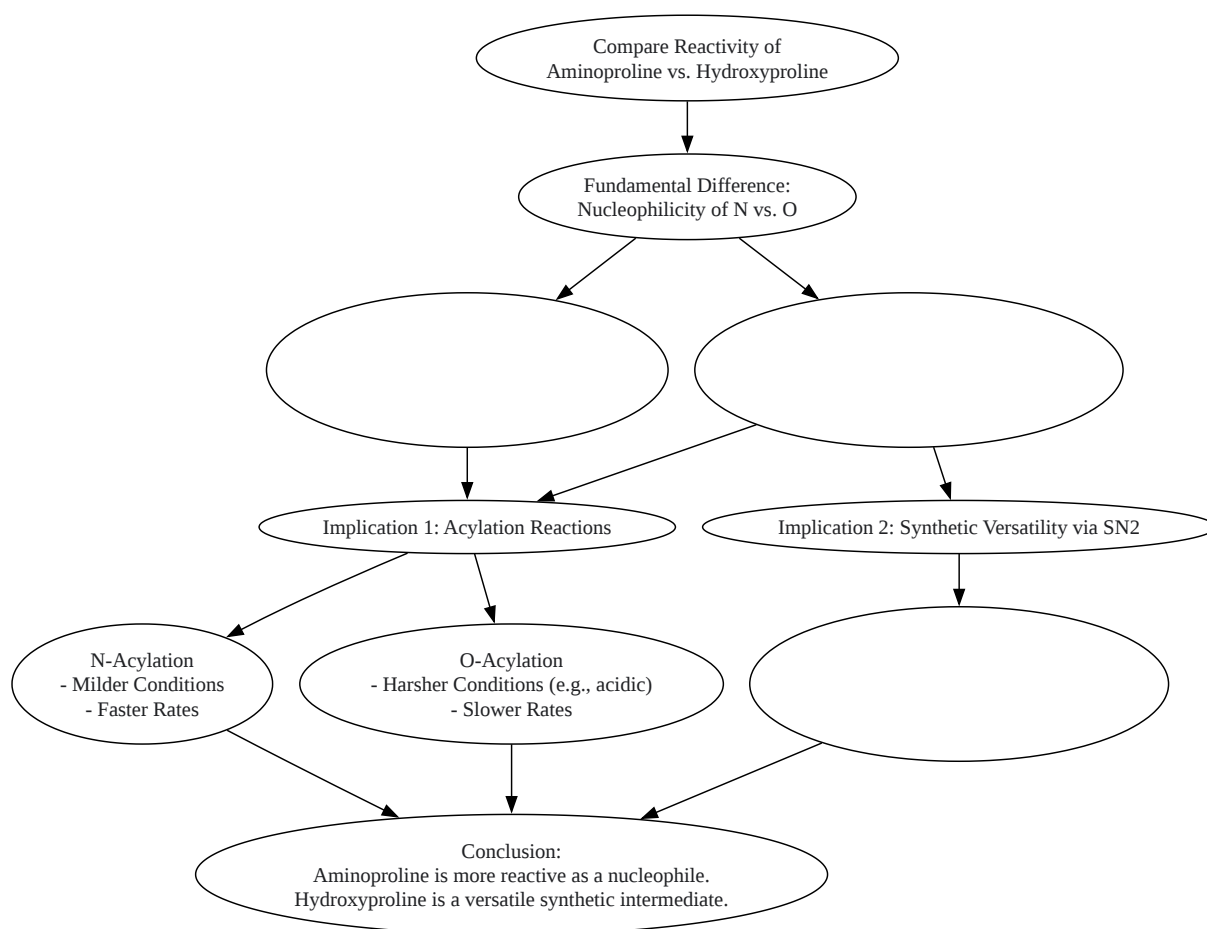 Compare Reactivity of
Aminoproline vs. Hydroxyproline
Fundamental Difference:
Nucleophilicity of N vs. O
Implication 1: Acylation Reactions
Implication 2: Synthetic Versatility via SN2
N-Acylation
- Milder Conditions
- Faster Rates
O-Acylation
- Harsher Conditions (e.g., acidic)
- Slower Rates
Conclusion:
Aminoproline is more reactive as a nucleophile.
Hydroxyproline is a versatile synthetic intermediate.